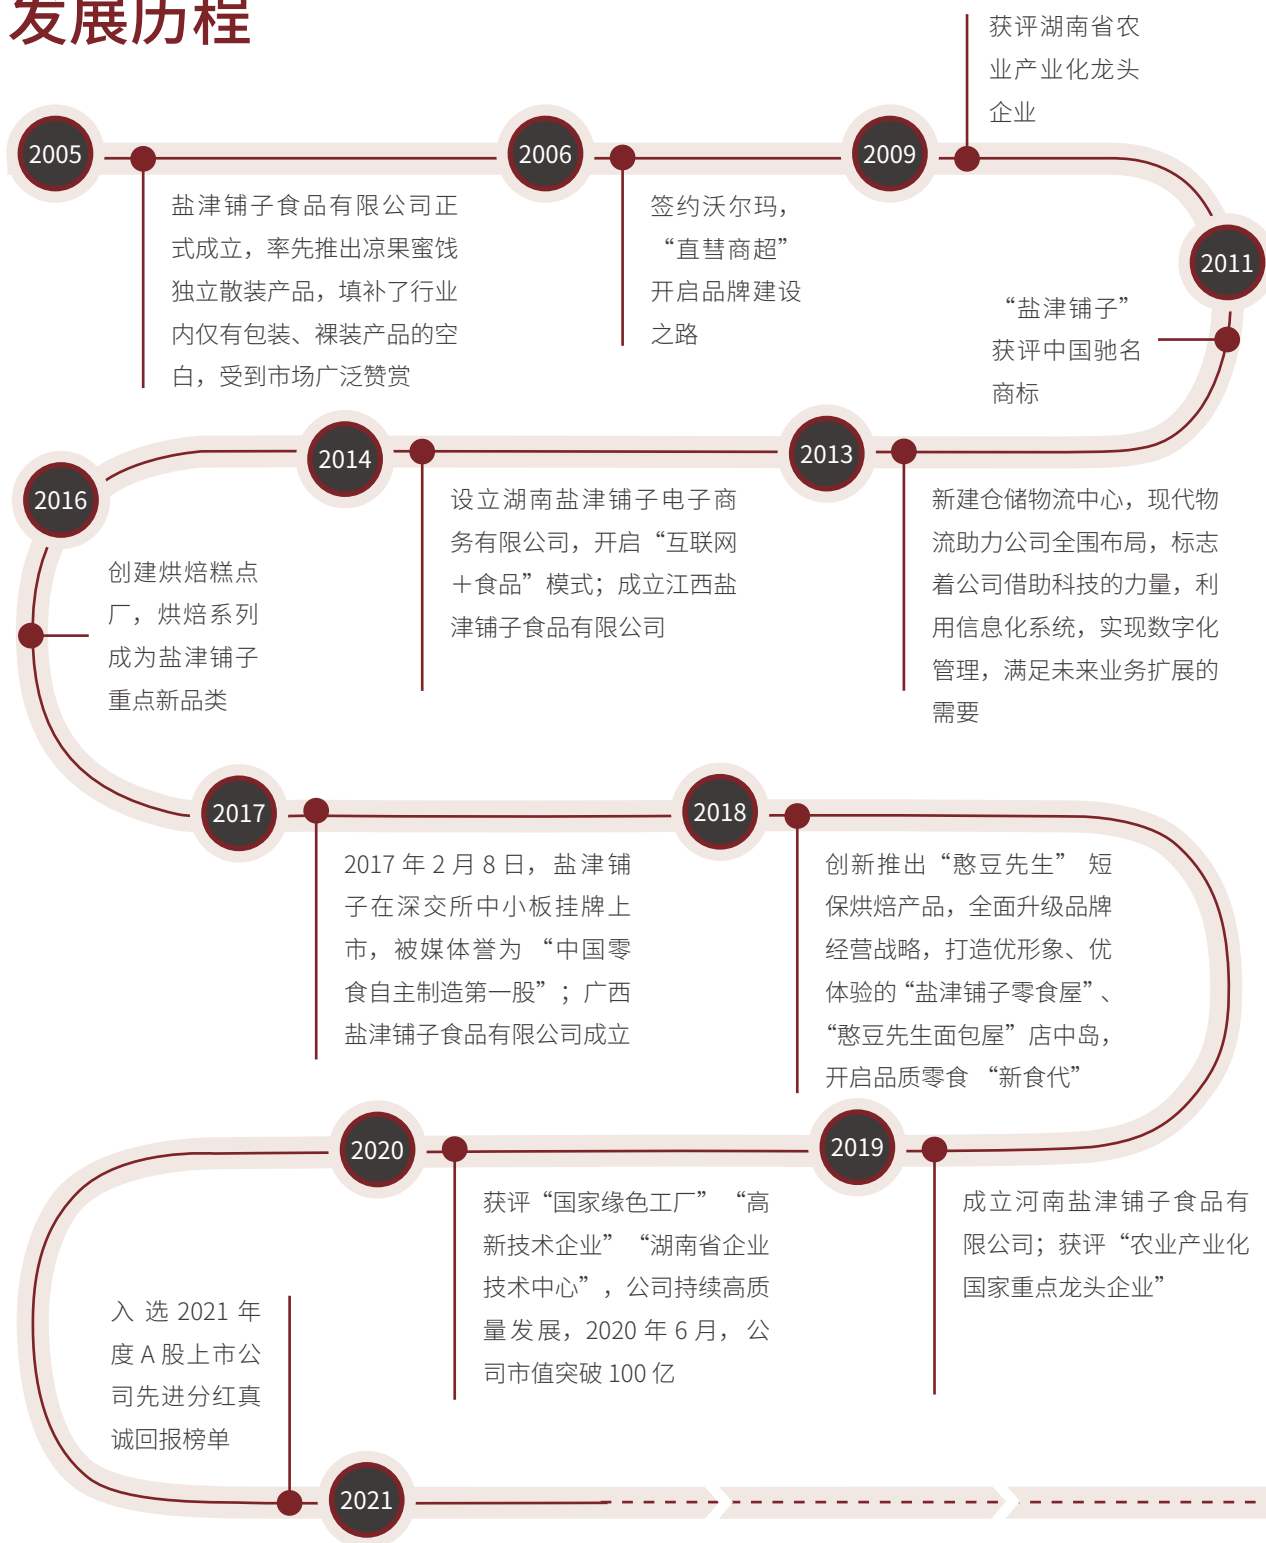 发展历程
2005
盐津铺子食品有限公司正
式成立，率先推出凉果蜜饯
独立散装产品，填补了行业
内仅有包装、裸装产品的空
白，受到市场广泛赞赏
2006
签约沃尔玛，
“直彗商超”
开启品牌建设
之路
2009
获评湖南省农
业产业化龙头
企业
2011
“盐津铺子”
获评中国驰名
商标
2013
新建仓储物流中心，现代物
流助力公司全围布局，标志
着公司借助科技的力量，利
用信息化系统，实现数字化
管理，满足未来业务扩展的
需要
2014
设立湖南盐津铺子电子商
务有限公司，开启“互联网
＋食品”模式；成立江西盐
津铺子食品有限公司
2016
创建烘焙糕点
厂，烘焙系列
成为盐津铺子
重点新品类
2017
2017 年 2 月 8 日，盐津铺
子在深交所中小板挂牌上
市，被媒体誉为 “中国零
食自主制造第一股”；广西
盐津铺子食品有限公司成立
2018
创新推出“憨豆先生” 短
保烘焙产品，全面升级品牌
经营战略，打造优形象、优
体验的“盐津铺子零食屋”、
“憨豆先生面包屋”店中岛，
开启品质零食 “新食代”
2019
成立河南盐津铺子食品有
限公司；获评“农业产业化
国家重点龙头企业”
2020
获评“国家缘色工厂” “高
新技术企业” “湖南省企业
技术中心”，公司持续高质
量发展，2020 年 6 月，公
司市值突破 100 亿
2021
入 选 2021 年
度 A 股上市公
司先进分红真
诚回报榜单